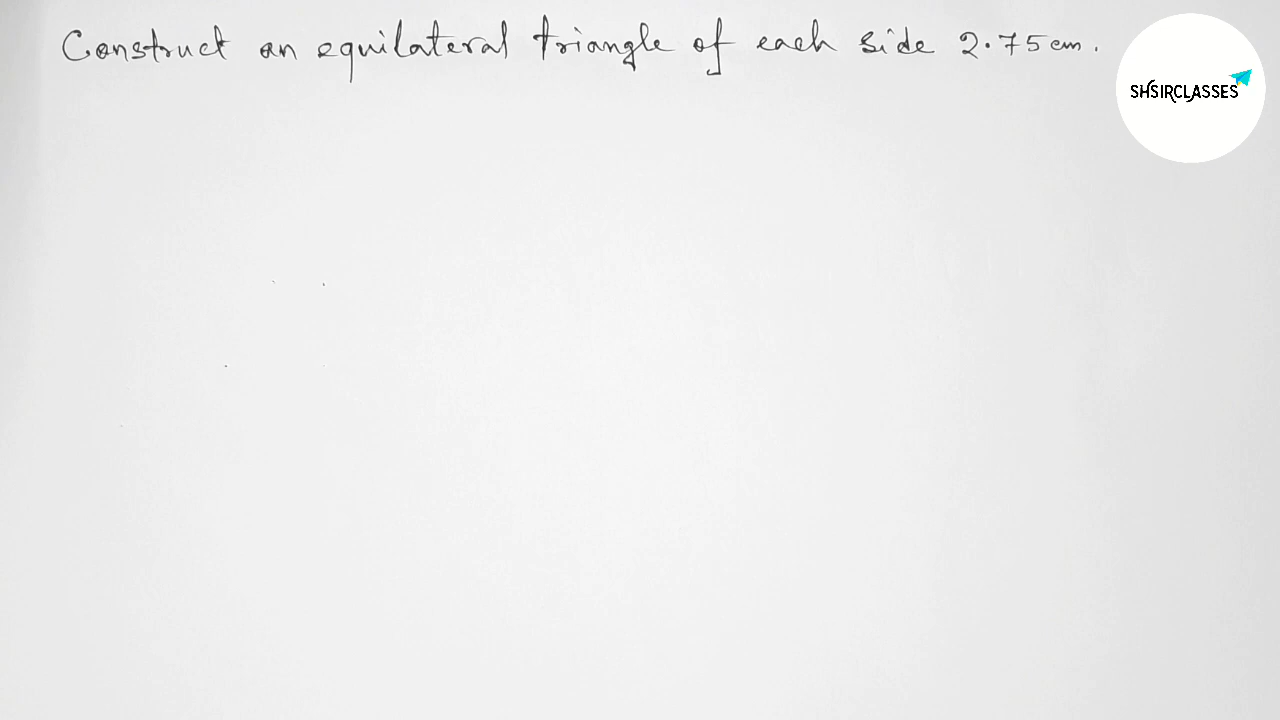 Construct an equilateral triangle of each side 2.75 cm.
SHSIRCLASSES